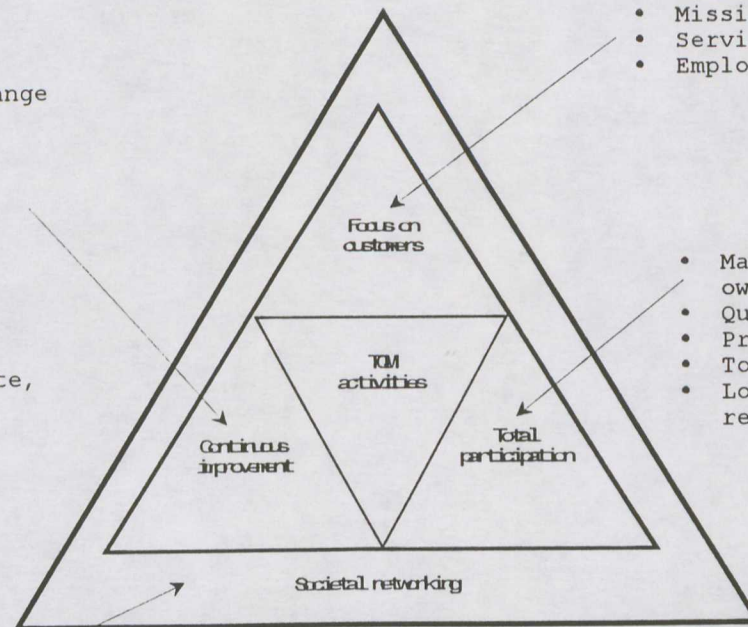 • Missi
• Servi
• Emplo
ange
Focus on
customers
• Ma
ow
• Qu
• Pr
• To
• Lo
re
TQM
activities
ce,
Continuous
improvement
Total
participation
Societal networking